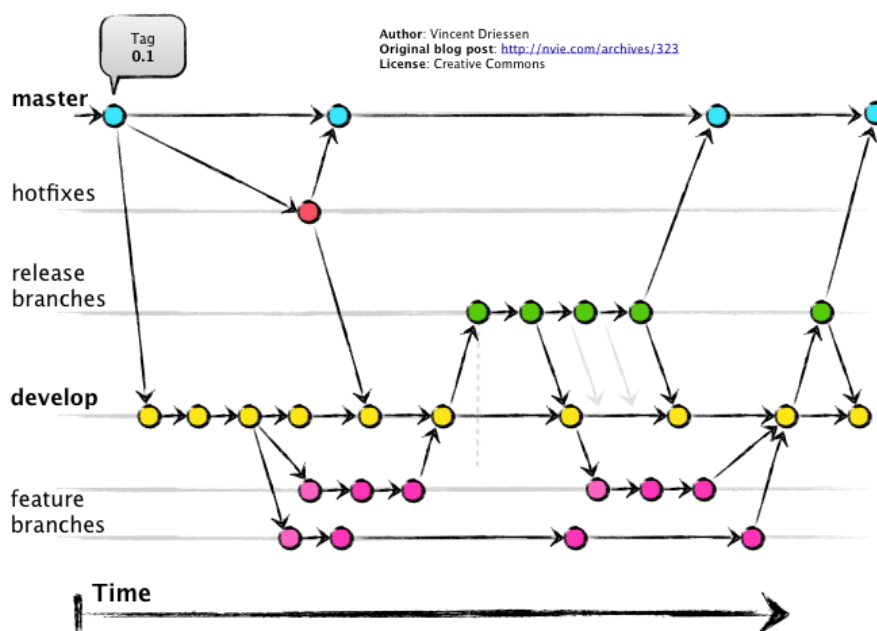 Tag
0.1
Author: Vincent Driessen
Original blog post: http://nvie.com/archives/323
License: Creative Commons
master
hotfixes
release
branches
develop
feature
branches
Time